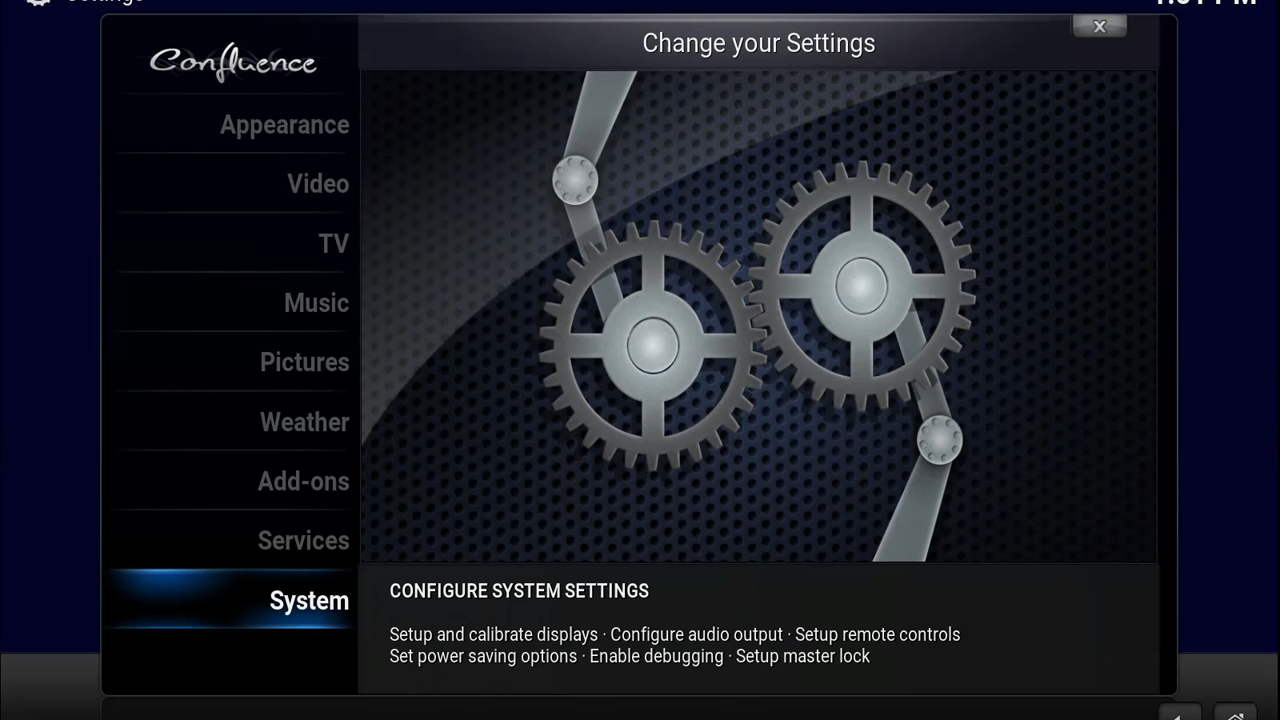 Change your Settings
Confluence
Appearance
Video
TV
Music
Pictures
Weather
Add-ons
Services
System
CONFIGURE SYSTEM SETTINGS
Setup and calibrate displays · Configure audio output · Setup remote controls
Set power saving options · Enable debugging · Setup master lock